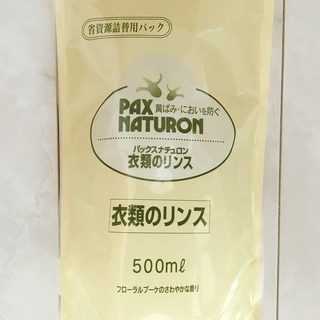 省資源詰替用パック
PAX 黄ばみ・においを防ぐ
NATURON
パックスナチュロン
衣類のリンス
衣類のリンス
500ml
フローラルブーケのさわやかな香り